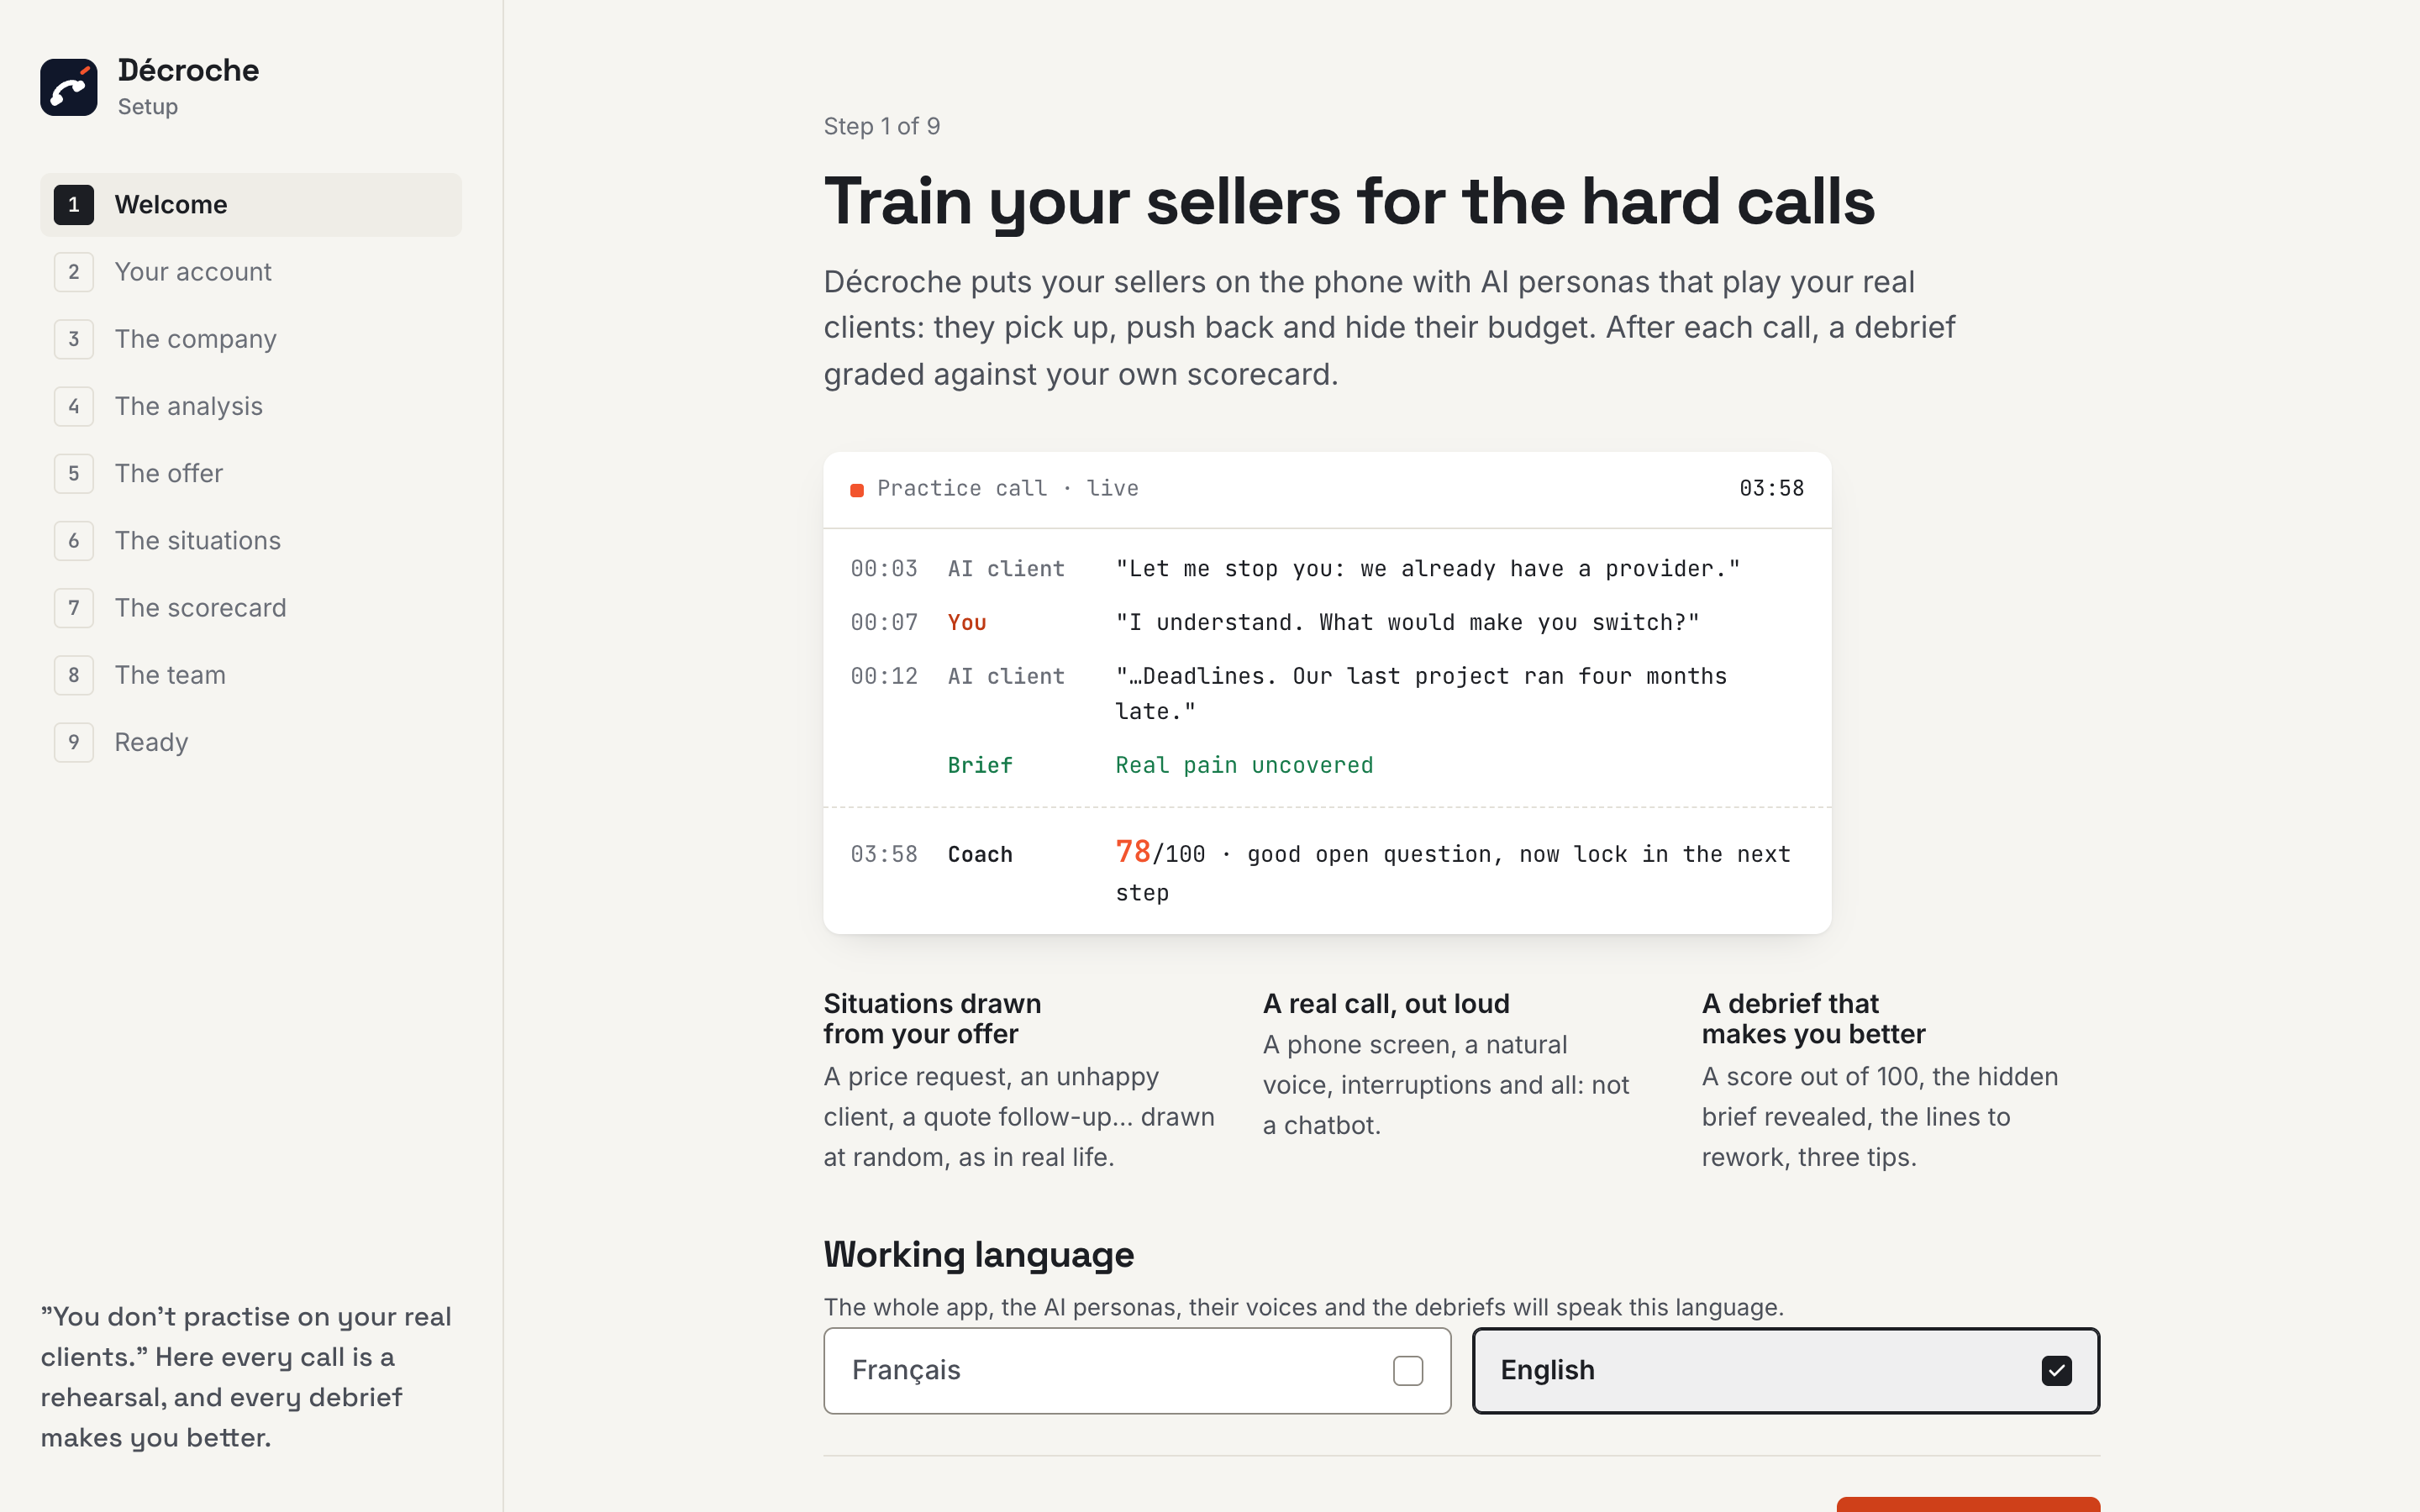 Décroche
Setup
1 Welcome
2 Your account
3 The company
4 The analysis
5 The offer
6 The situations
7 The scorecard
8 The team
9 Ready
”You don’t practise on your real
clients.” Here every call is a
rehearsal, and every debrief
makes you better.
Step 1 of 9
Train your sellers for the hard calls
Décroche puts your sellers on the phone with AI personas that play your real
clients: they pick up, push back and hide their budget. After each call, a debrief
graded against your own scorecard.
Practice call · live 03:58
00:03 AI client "Let me stop you: we already have a provider."
00:07 You "I understand. What would make you switch?"
00:12 AI client "…Deadlines. Our last project ran four months
late."
Brief Real pain uncovered
03:58 Coach 78/100 · good open question, now lock in the next
step
Situations drawn
from your offer
A price request, an unhappy
client, a quote follow-up… drawn
at random, as in real life.
A real call, out loud
A phone screen, a natural
voice, interruptions and all: not
a chatbot.
A debrief that
makes you better
A score out of 100, the hidden
brief revealed, the lines to
rework, three tips.
Working language
The whole app, the AI personas, their voices and the debriefs will speak this language.
Français
English